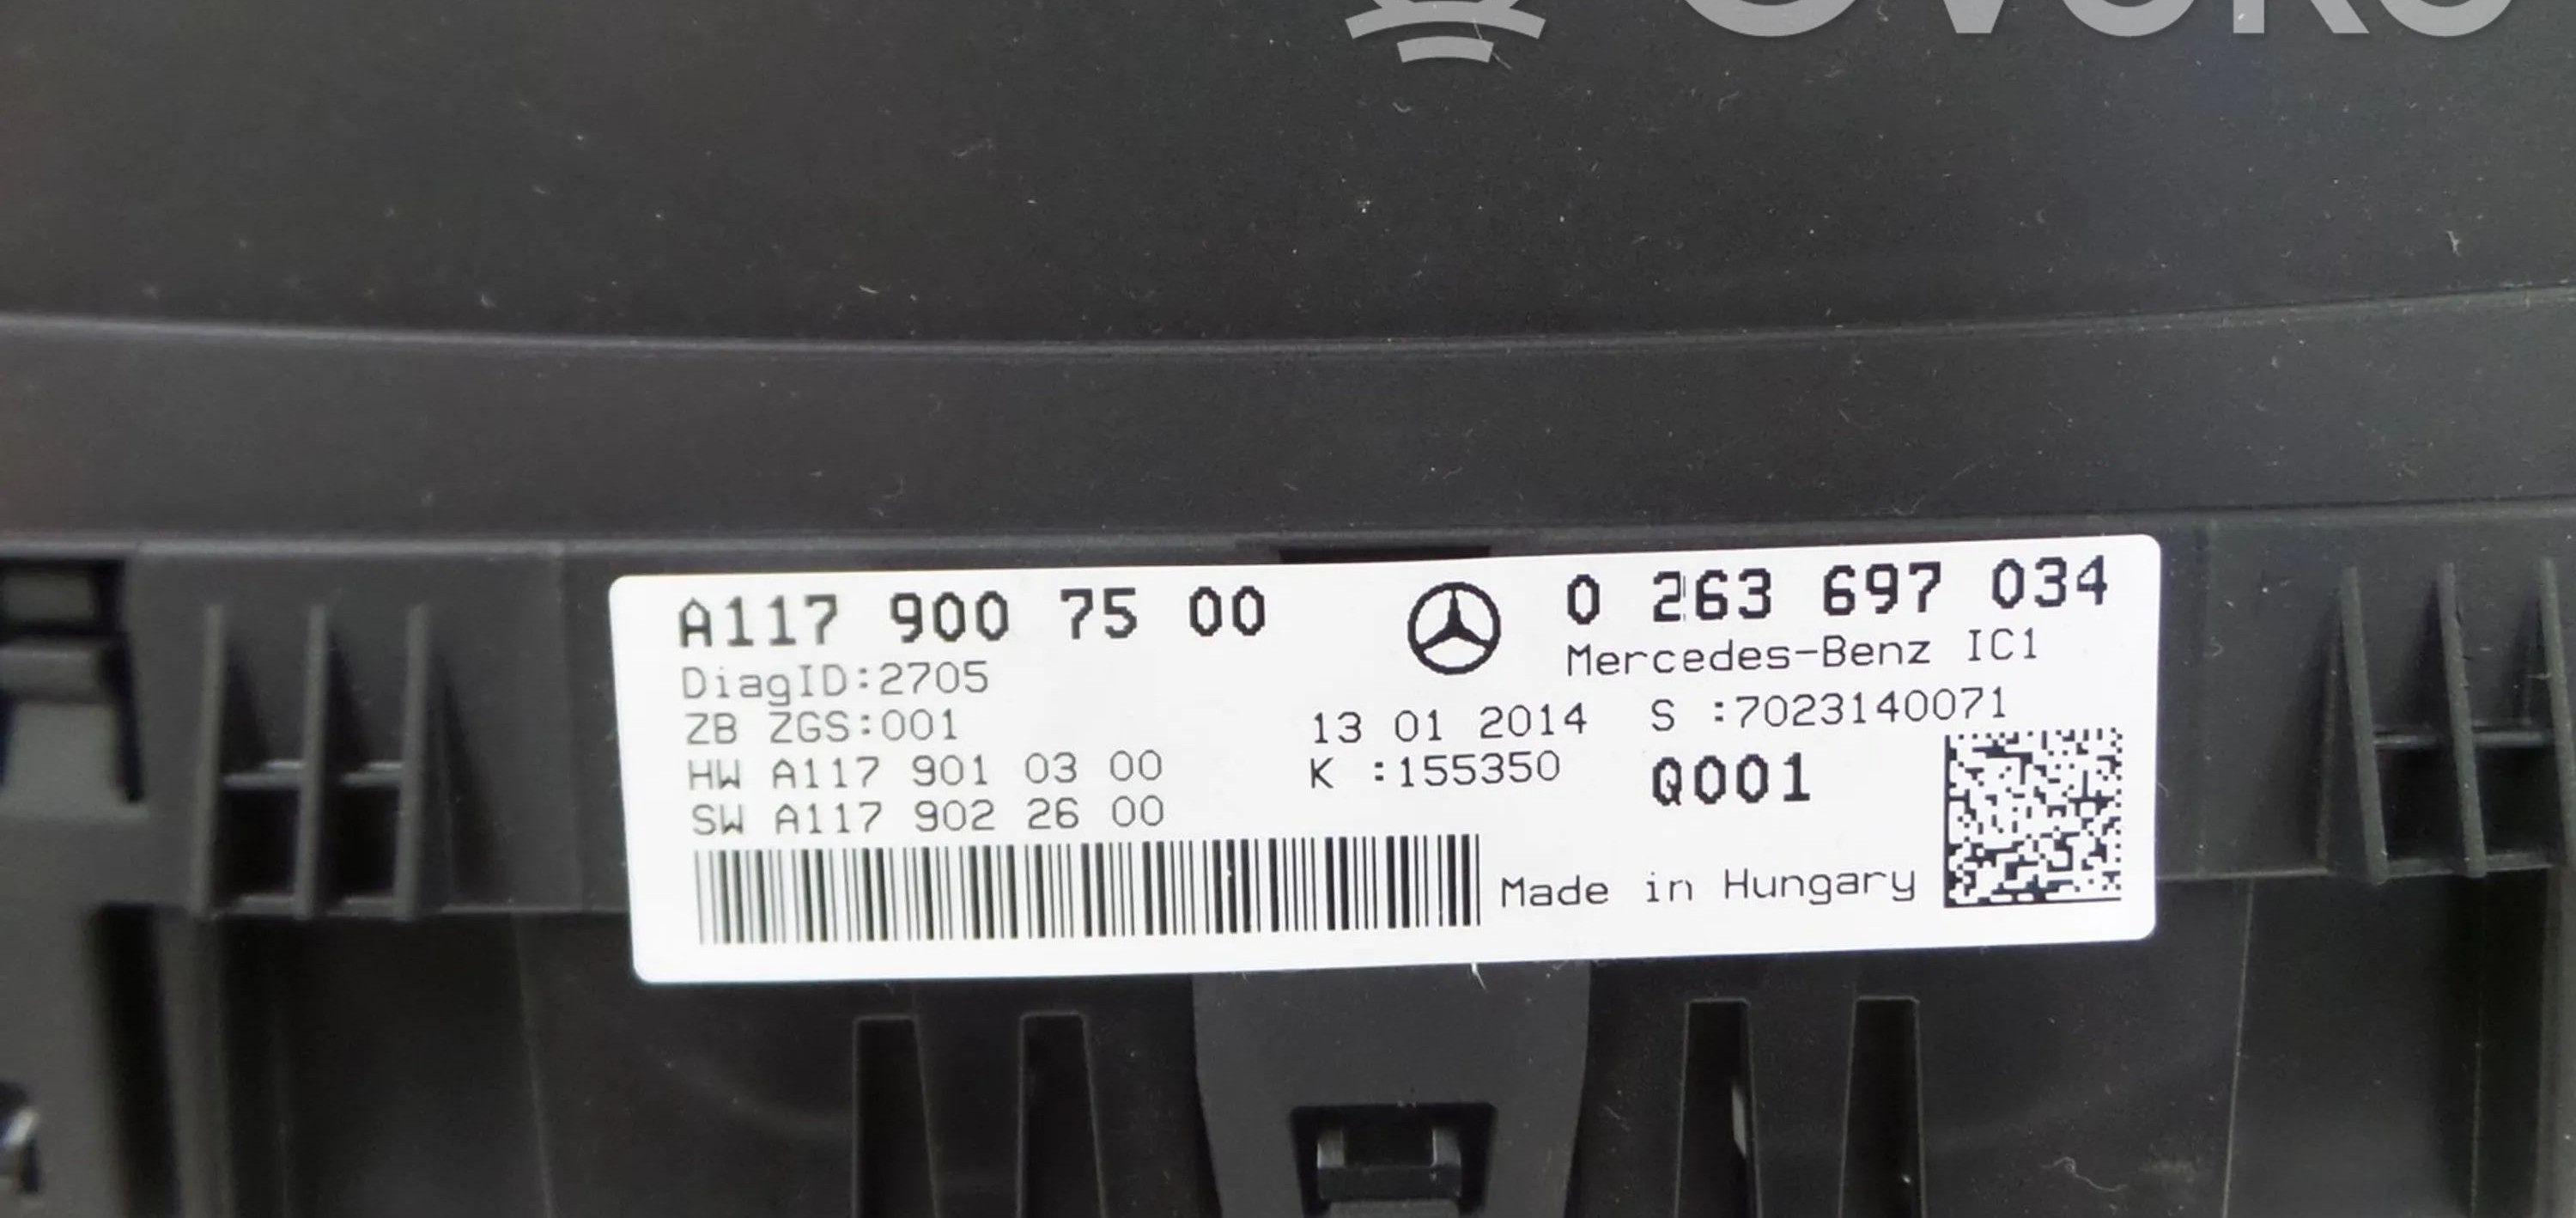 A117 900 75 00
DiagID:2705
ZB ZGS:001
HW A117 901 03 00
SW A117 902 26 00
0 263 697 034
Mercedes-Benz IC1
13 01 2014 S :7023140071
K :155350 Q001
Made in Hungary